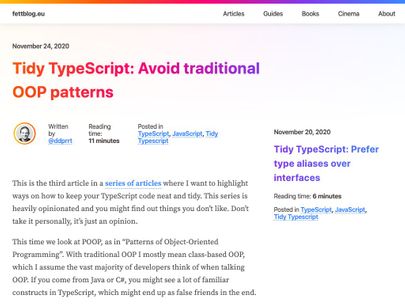 fettblog.eu
Articles Guides Books Cinema About
November 24, 2020
Tidy TypeScript: Avoid traditional
OOP patterns
Written
by
@ddprrt
Reading
time:
11 minutes
Posted in
TypeScript, JavaScript, Tidy
Typescript
This is the third article in a series of articles where I want to highlight
ways on how to keep your TypeScript code neat and tidy. This series is
heavily opinionated and you might find out things you don't like. Don't
take it personally, it's just an opinion.
This time we look at POOP, as in “Patterns of Object-Oriented
Programming”. With traditional OOP I mostly mean class-based OOP,
which I assume the vast majority of developers think of when talking
OOP. If you come from Java or C#, you might see a lot of familiar
constructs in TypeScript, which might end up as false friends in the end.
November 20, 2020
Tidy TypeScript: Prefer
type aliases over
interfaces
Reading time: 6 minutes
Posted in TypeScript, JavaScript,
Tidy Typescript